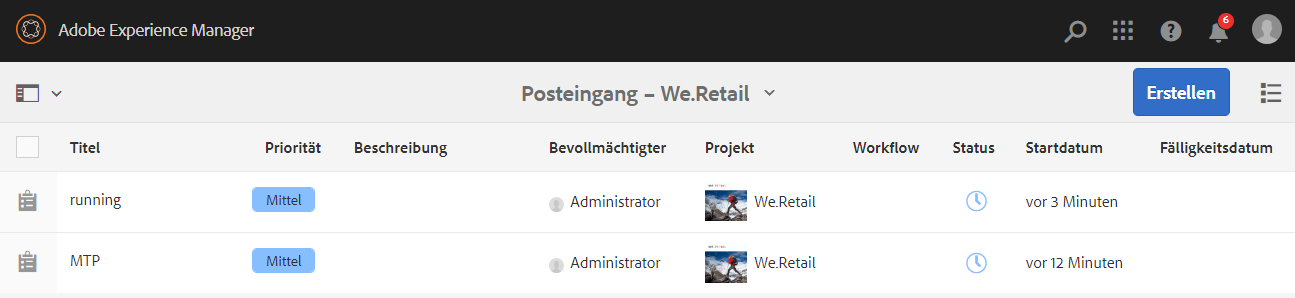 Adobe Experience Manager
6
Posteingang – We.Retail
Erstellen
Titel Priorität Beschreibung Bevollmächtigter Projekt Workflow Status Startdatum Fälligkeitsdatum
running Mittel Administrator We.Retail vor 3 Minuten
MTP Mittel Administrator We.Retail vor 12 Minuten